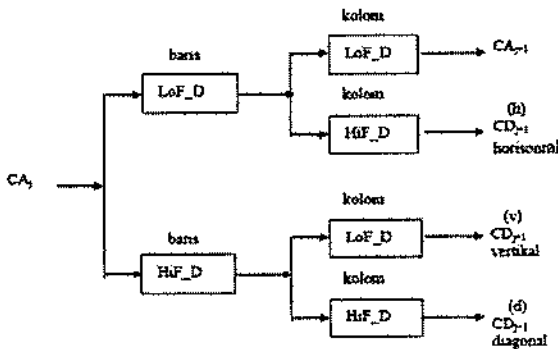 kolom
baris
LoF_D
CA_{j+1}
LoF_D
kolom
(h)
HiF_D
CD_{j+1}
horisontal
CA_j
kolom
(v)
baris
LoF_D
CD_{j+1}
vertikal
HiF_D
kolom
(d)
HiF_D
CD_{j+1}
diagonal